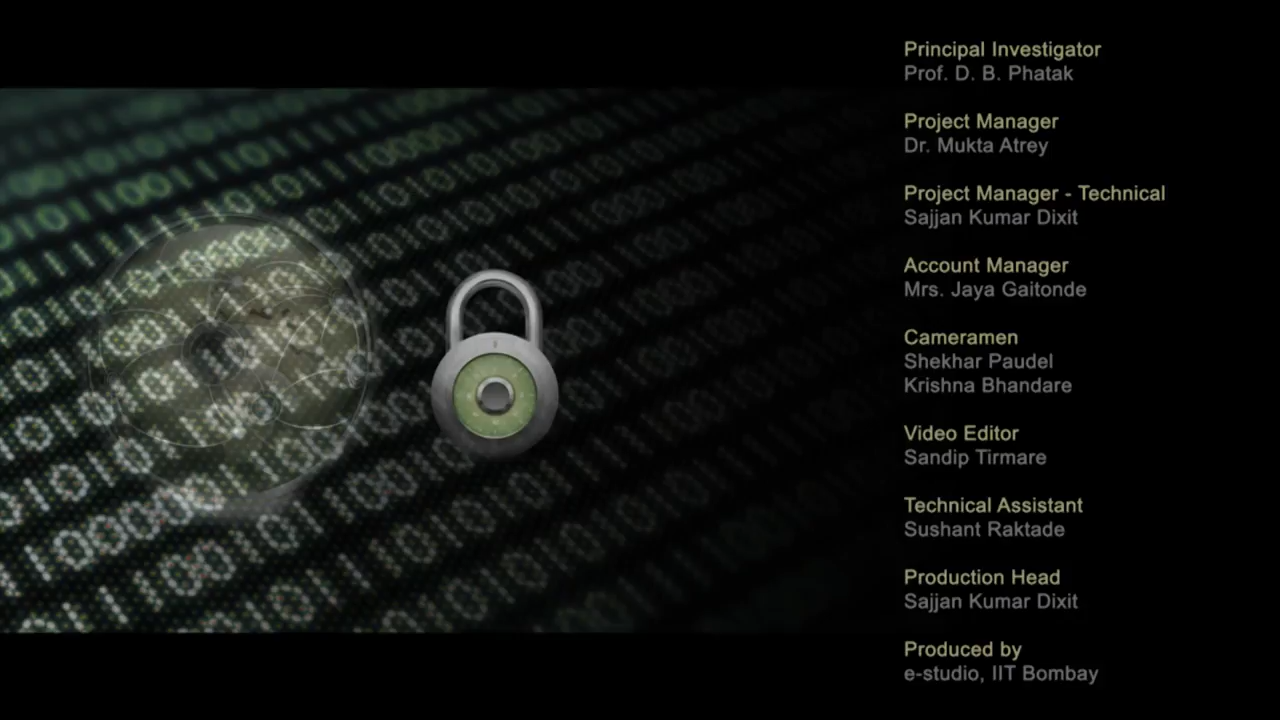 Principal Investigator
Prof. D. B. Phatak
Project Manager
Dr. Mukta Atrey
Project Manager - Technical
Sajjan Kumar Dixit
Account Manager
Mrs. Jaya Gaitonde
Cameramen
Shekhar Paudel
Krishna Bhandare
Video Editor
Sandip Tirmare
Technical Assistant
Sushant Raktade
Production Head
Sajjan Kumar Dixit
Produced by
e-studio, IIT Bombay